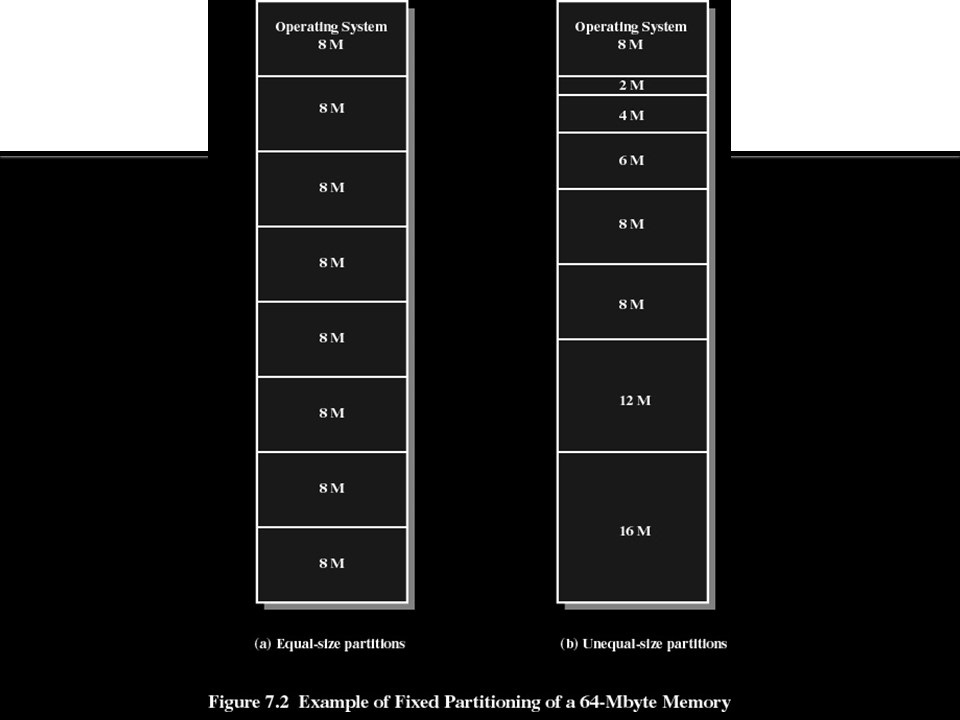 Operating System
8 M
8 M
8 M
8 M
8 M
8 M
8 M
8 M
(a) Equal-size partitions
Operating System
8 M
2 M
4 M
6 M
8 M
8 M
12 M
16 M
(b) Unequal-size partitions
Figure 7.2 Example of Fixed Partitioning of a 64-Mbyte Memory